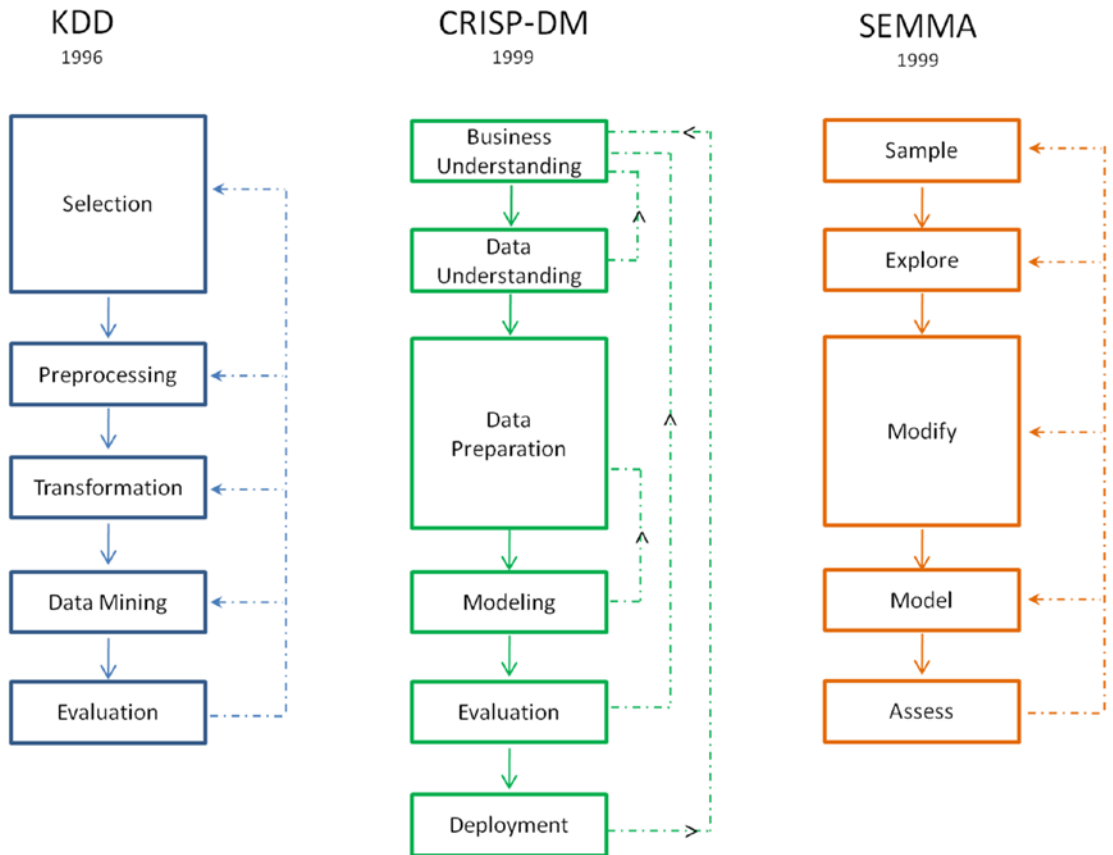 KDD
1996
Selection
Preprocessing
Transformation
Data Mining
Evaluation
CRISP-DM
1999
Business
Understanding
Data
Understanding
Data
Preparation
Modeling
Evaluation
Deployment
SEMMA
1999
Sample
Explore
Modify
Model
Assess